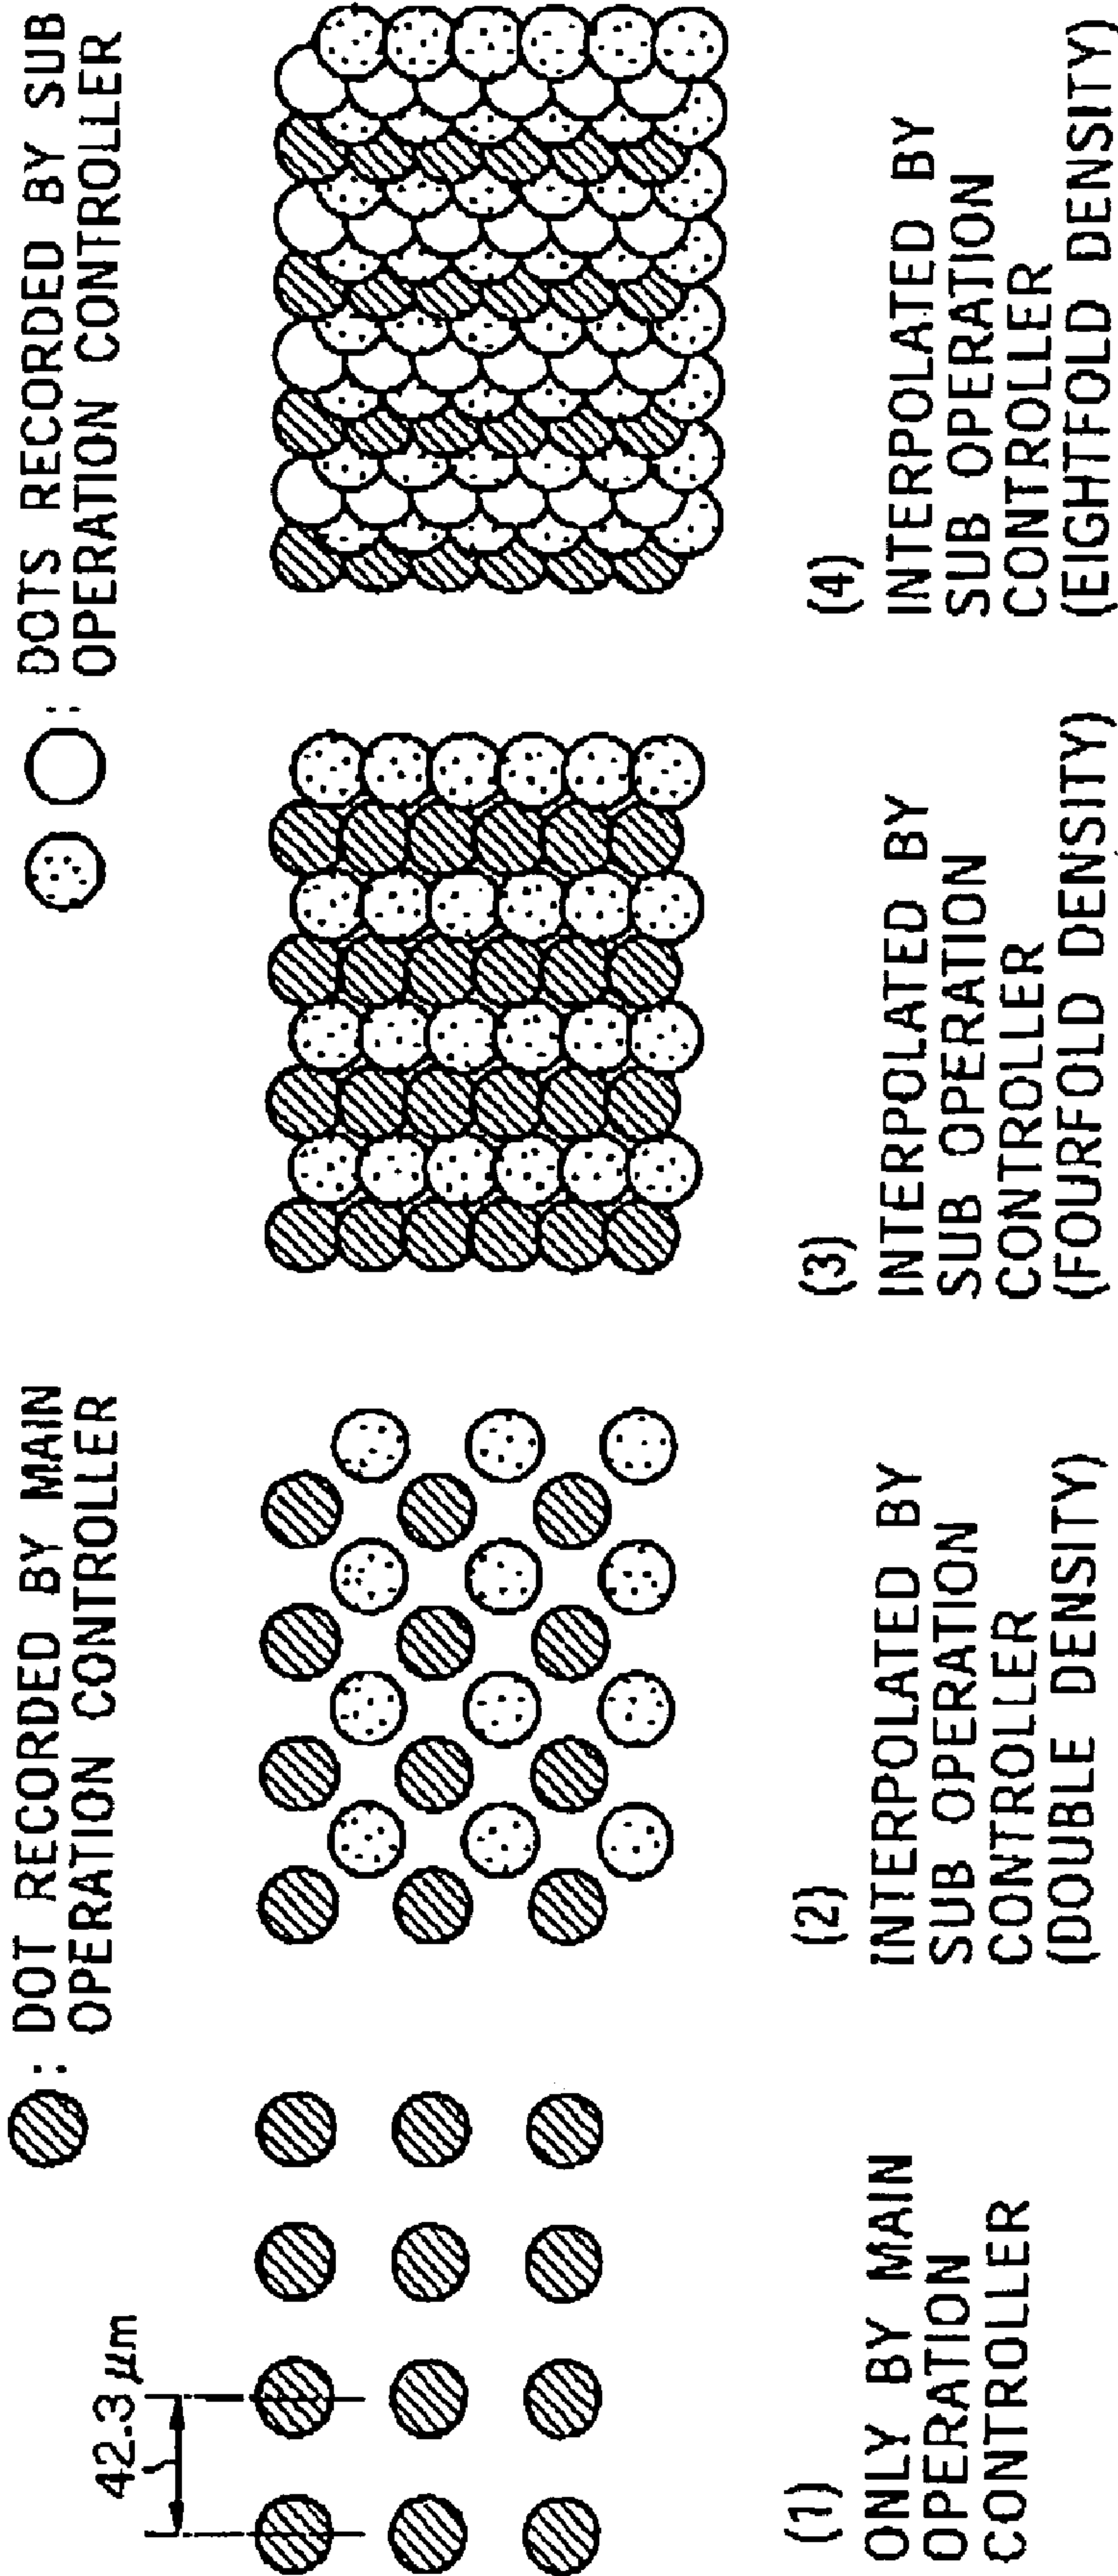 : DOT RECORDED BY MAIN
OPERATION CONTROLLER
: DOTS RECORDED BY SUB
OPERATION CONTROLLER
42.3 μm
(1)
ONLY BY MAIN
OPERATION
CONTROLLER
(2)
INTERPOLATED BY
SUB OPERATION
CONTROLLER
(DOUBLE DENSITY)
(3)
INTERPOLATED BY
SUB OPERATION
CONTROLLER
(FOURFOLD DENSITY)
(4)
INTERPOLATED BY
SUB OPERATION
CONTROLLER
(EIGHTFOLD DENSITY)